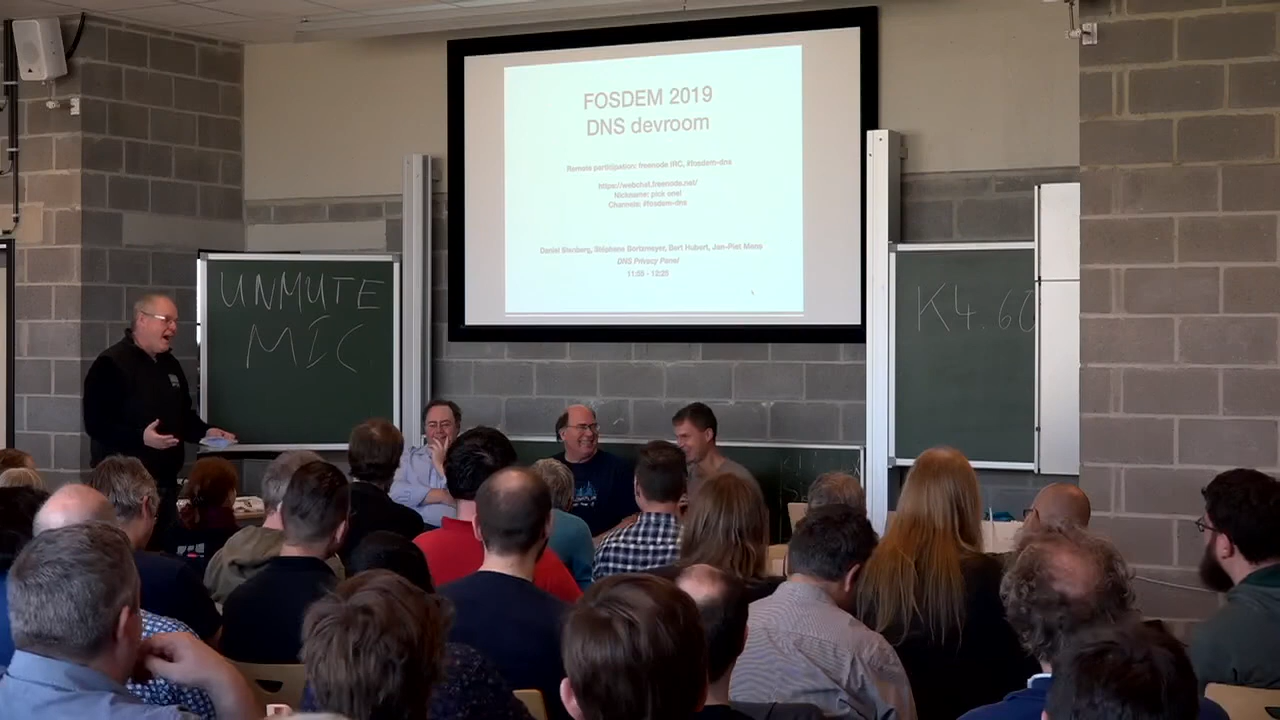 FOSDEM 2019
DNS devroom
Remote participation: freenode IRC, #fosdem-dns
https://webchat.freenode.net/
Nickname: pick one!
Channels: #fosdem-dns
Daniel Stenberg, Stéphane Bortzmeyer, Bert Hubert, Jan-Piet Mens
DNS Privacy Panel
11:55 - 12:25
UNMUTE
MIC
K4.60